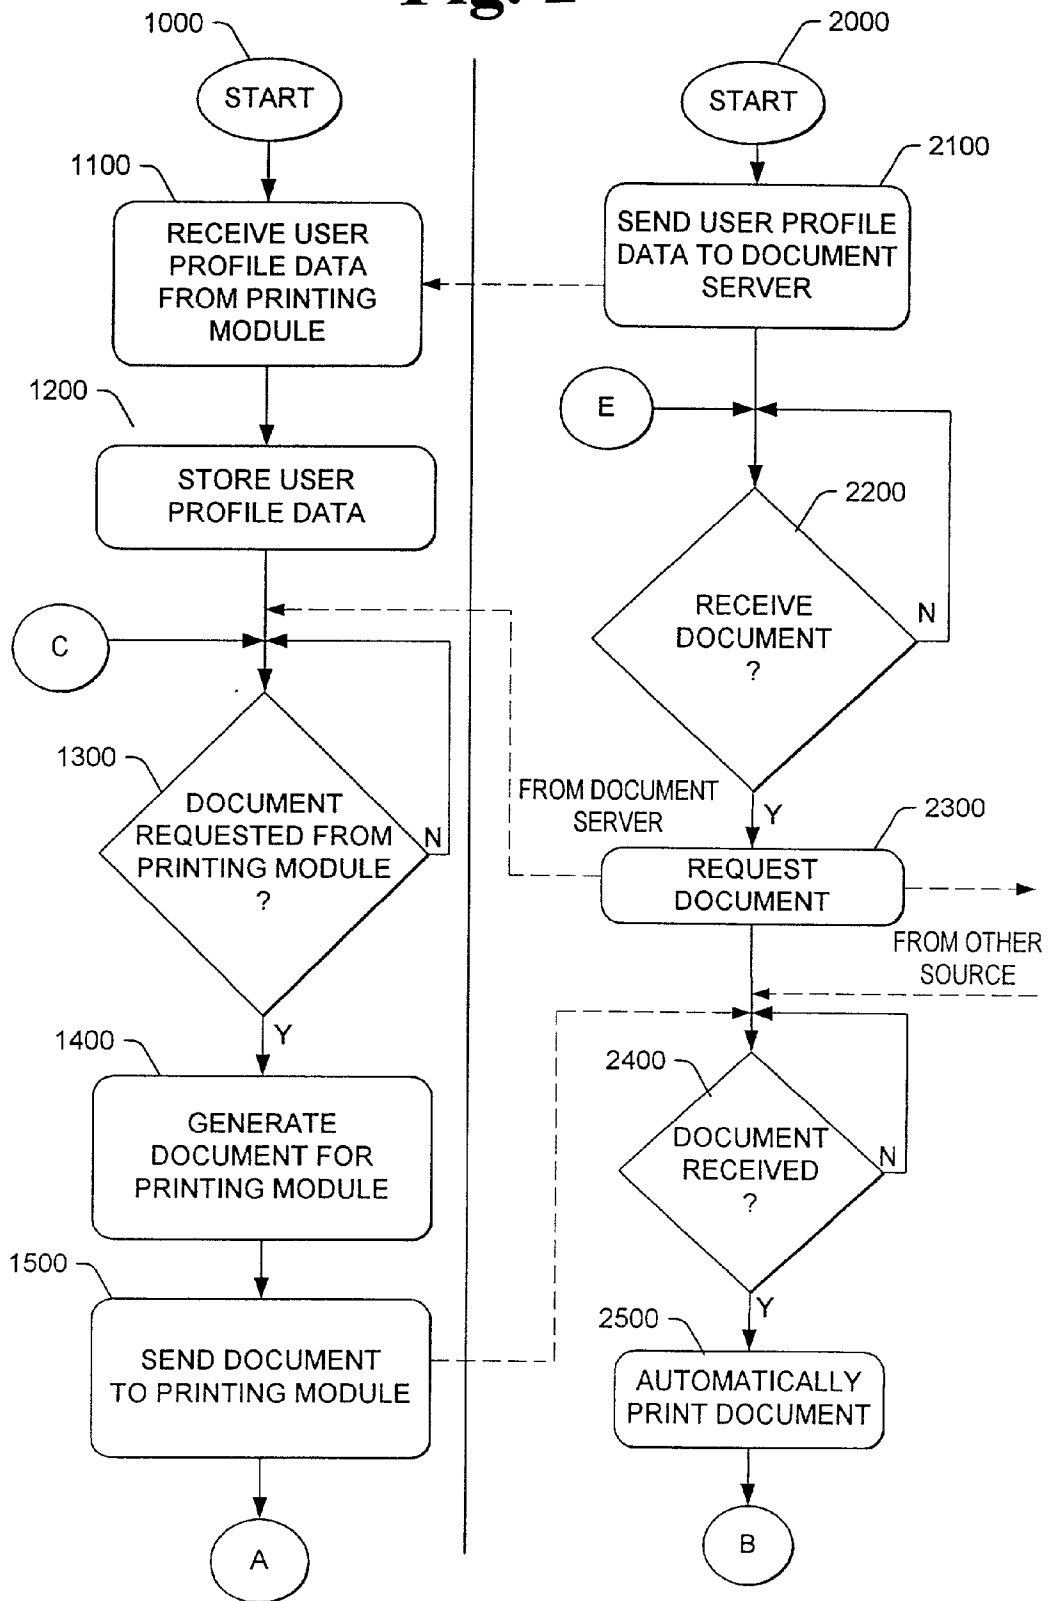 1000
START
1100
RECEIVE USER
PROFILE DATA
FROM PRINTING
MODULE
1200
STORE USER
PROFILE DATA
C
1300
DOCUMENT
REQUESTED FROM
PRINTING MODULE
?
N
Y
1400
GENERATE
DOCUMENT FOR
PRINTING MODULE
1500
SEND DOCUMENT
TO PRINTING MODULE
A
2000
START
2100
SEND USER PROFILE
DATA TO DOCUMENT
SERVER
E
2200
RECEIVE
DOCUMENT
?
N
Y
FROM DOCUMENT
SERVER
2300
REQUEST
DOCUMENT
FROM OTHER
SOURCE
2400
DOCUMENT
RECEIVED
?
N
Y
2500
AUTOMATICALLY
PRINT DOCUMENT
B